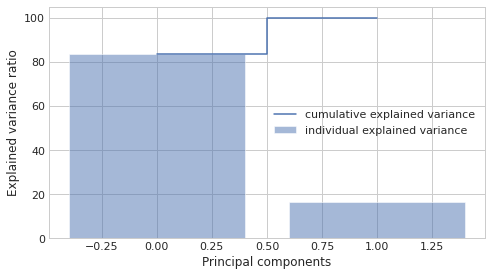 100
80
60
40
20
0
Explained variance ratio
cumulative explained variance
individual explained variance
−0.25 0.00 0.25 0.50 0.75 1.00 1.25
Principal components